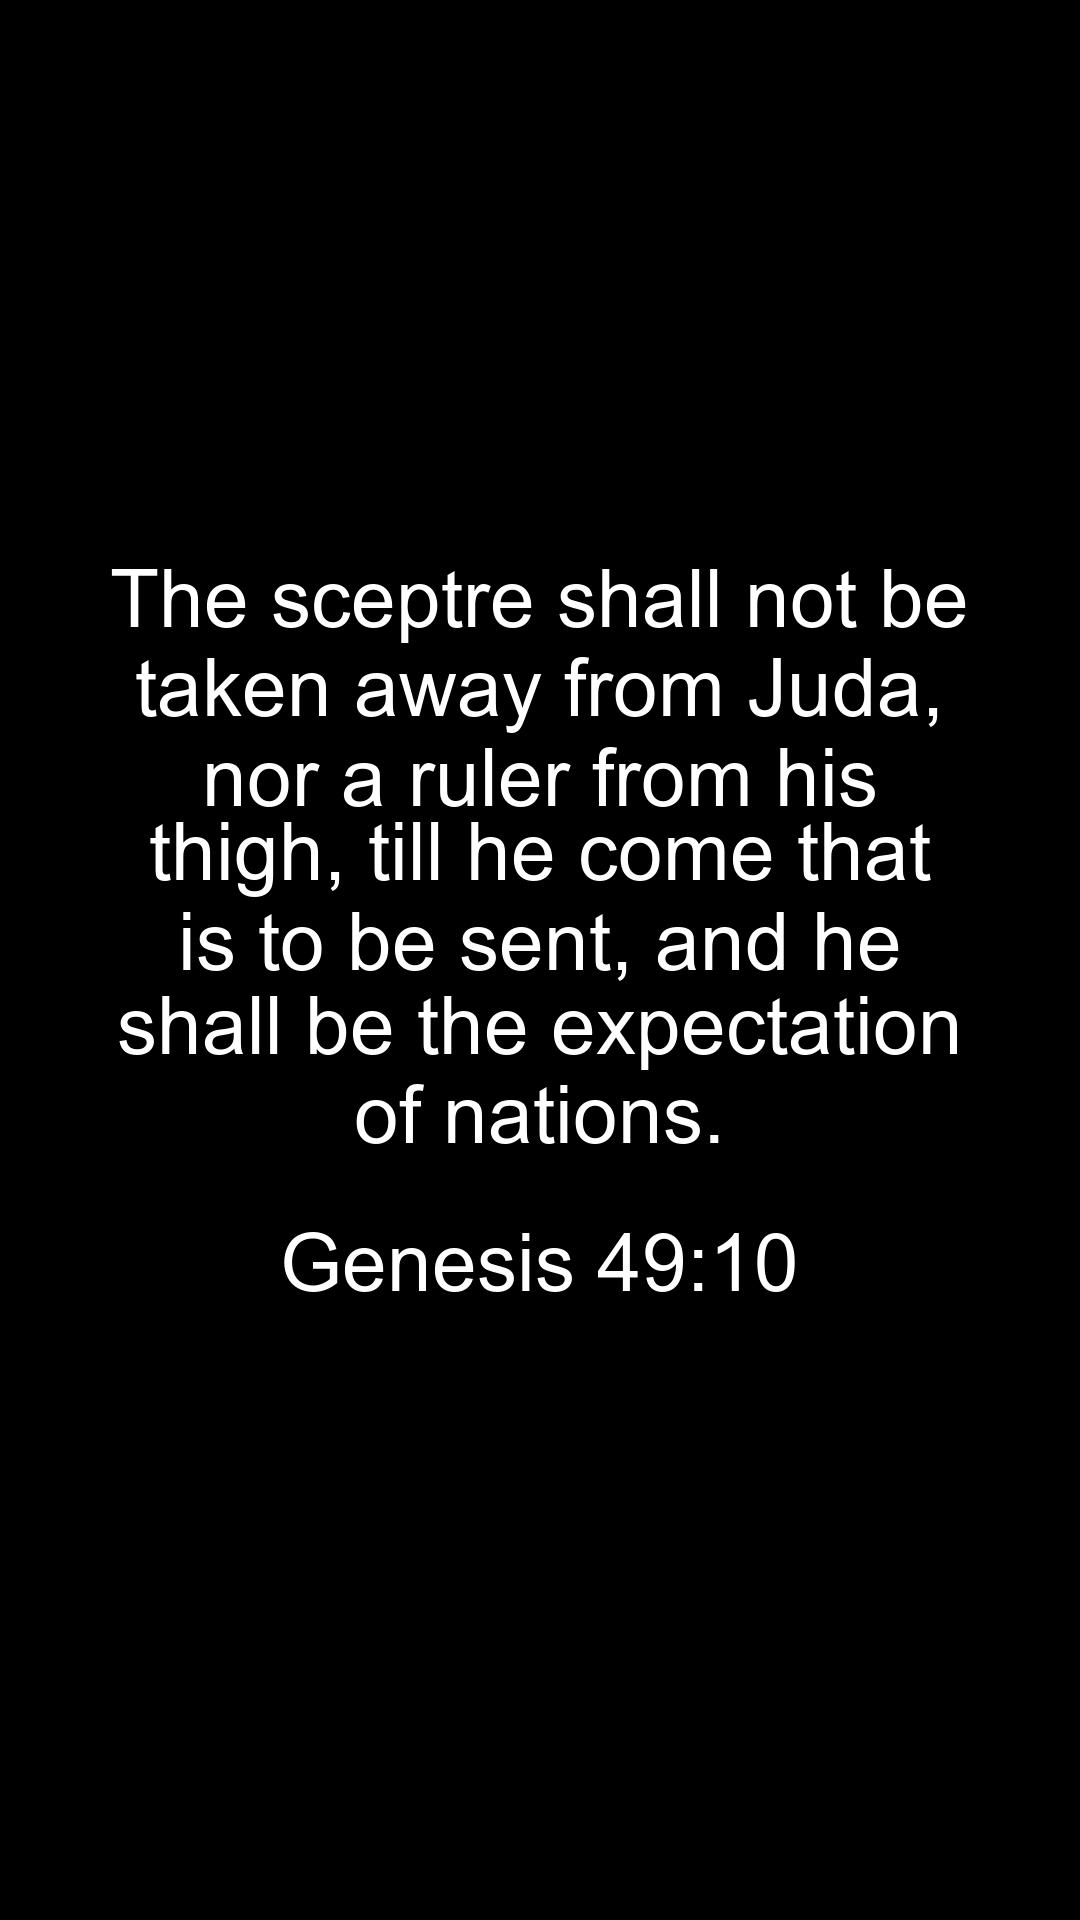 The sceptre shall not be
taken away from Juda,
nor a ruler from his
thigh, till he come that
is to be sent, and he
shall be the expectation
of nations.
Genesis 49:10